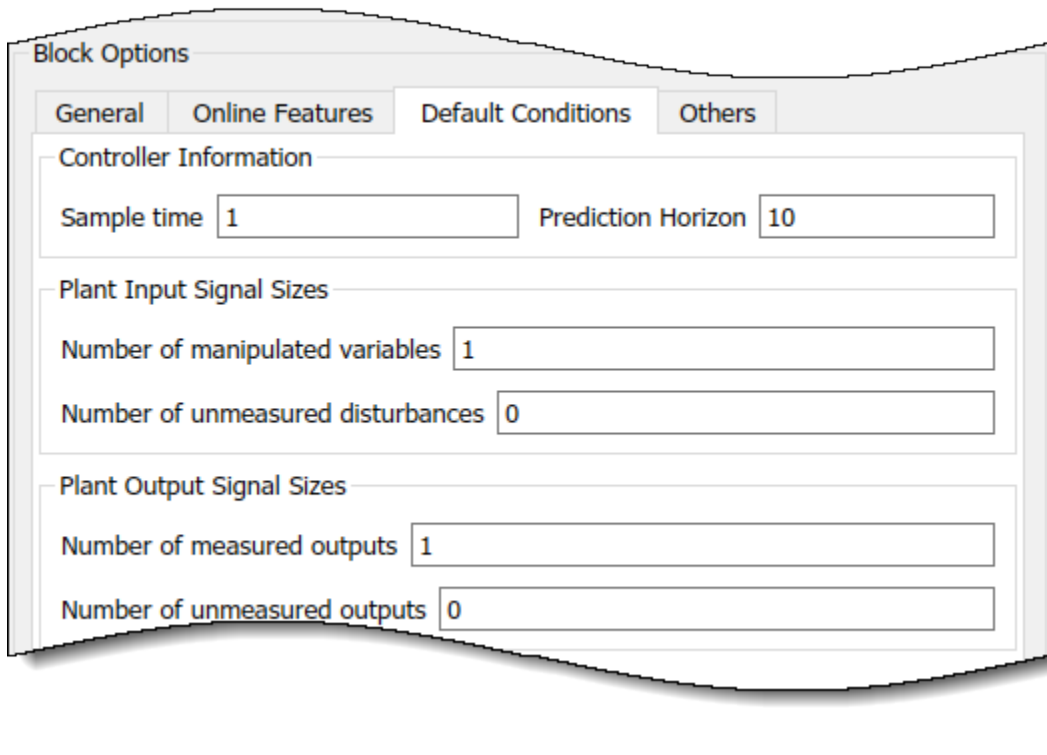 Block Options
General Online Features Default Conditions Others
Controller Information
Sample time 1 Prediction Horizon 10
Plant Input Signal Sizes
Number of manipulated variables 1
Number of unmeasured disturbances 0
Plant Output Signal Sizes
Number of measured outputs 1
Number of unmeasured outputs 0